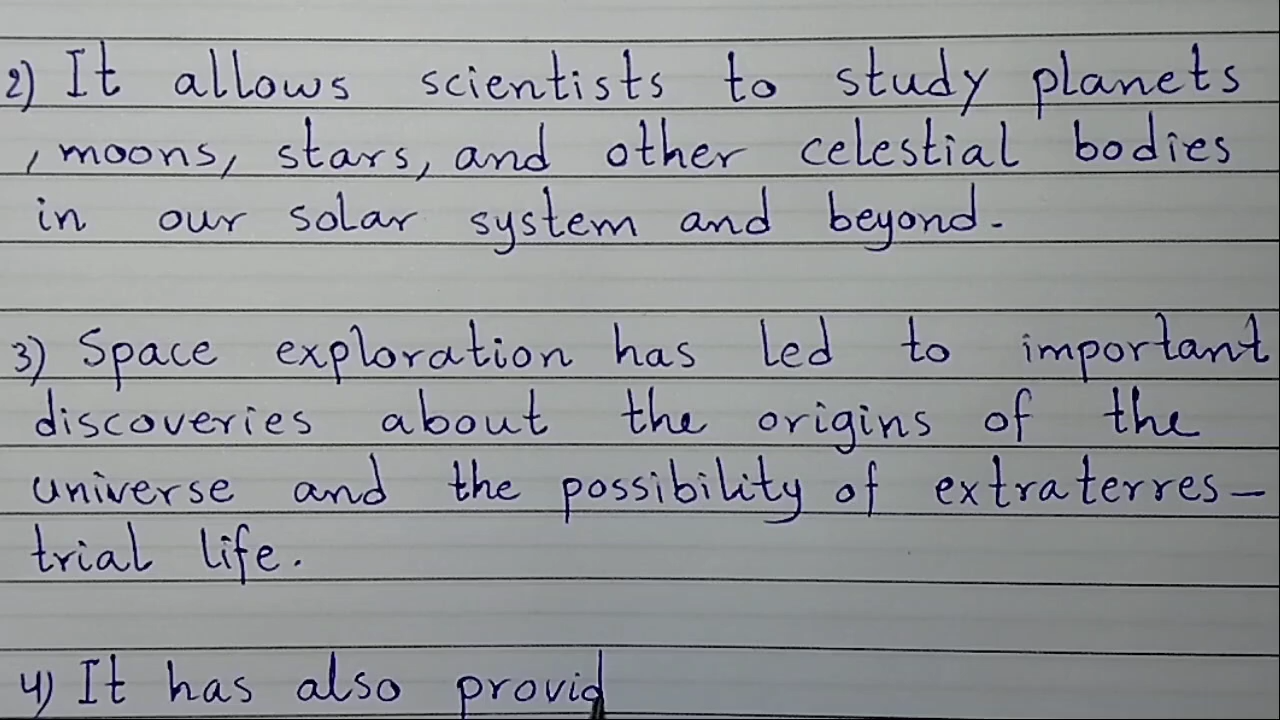 2) It allows scientists to study planets
, moons, stars, and other celestial bodies
in our solar system and beyond.
3) Space exploration has led to important
discoveries about the origins of the
universe and the possibility of extraterres-
trial life.
4) It has also provid